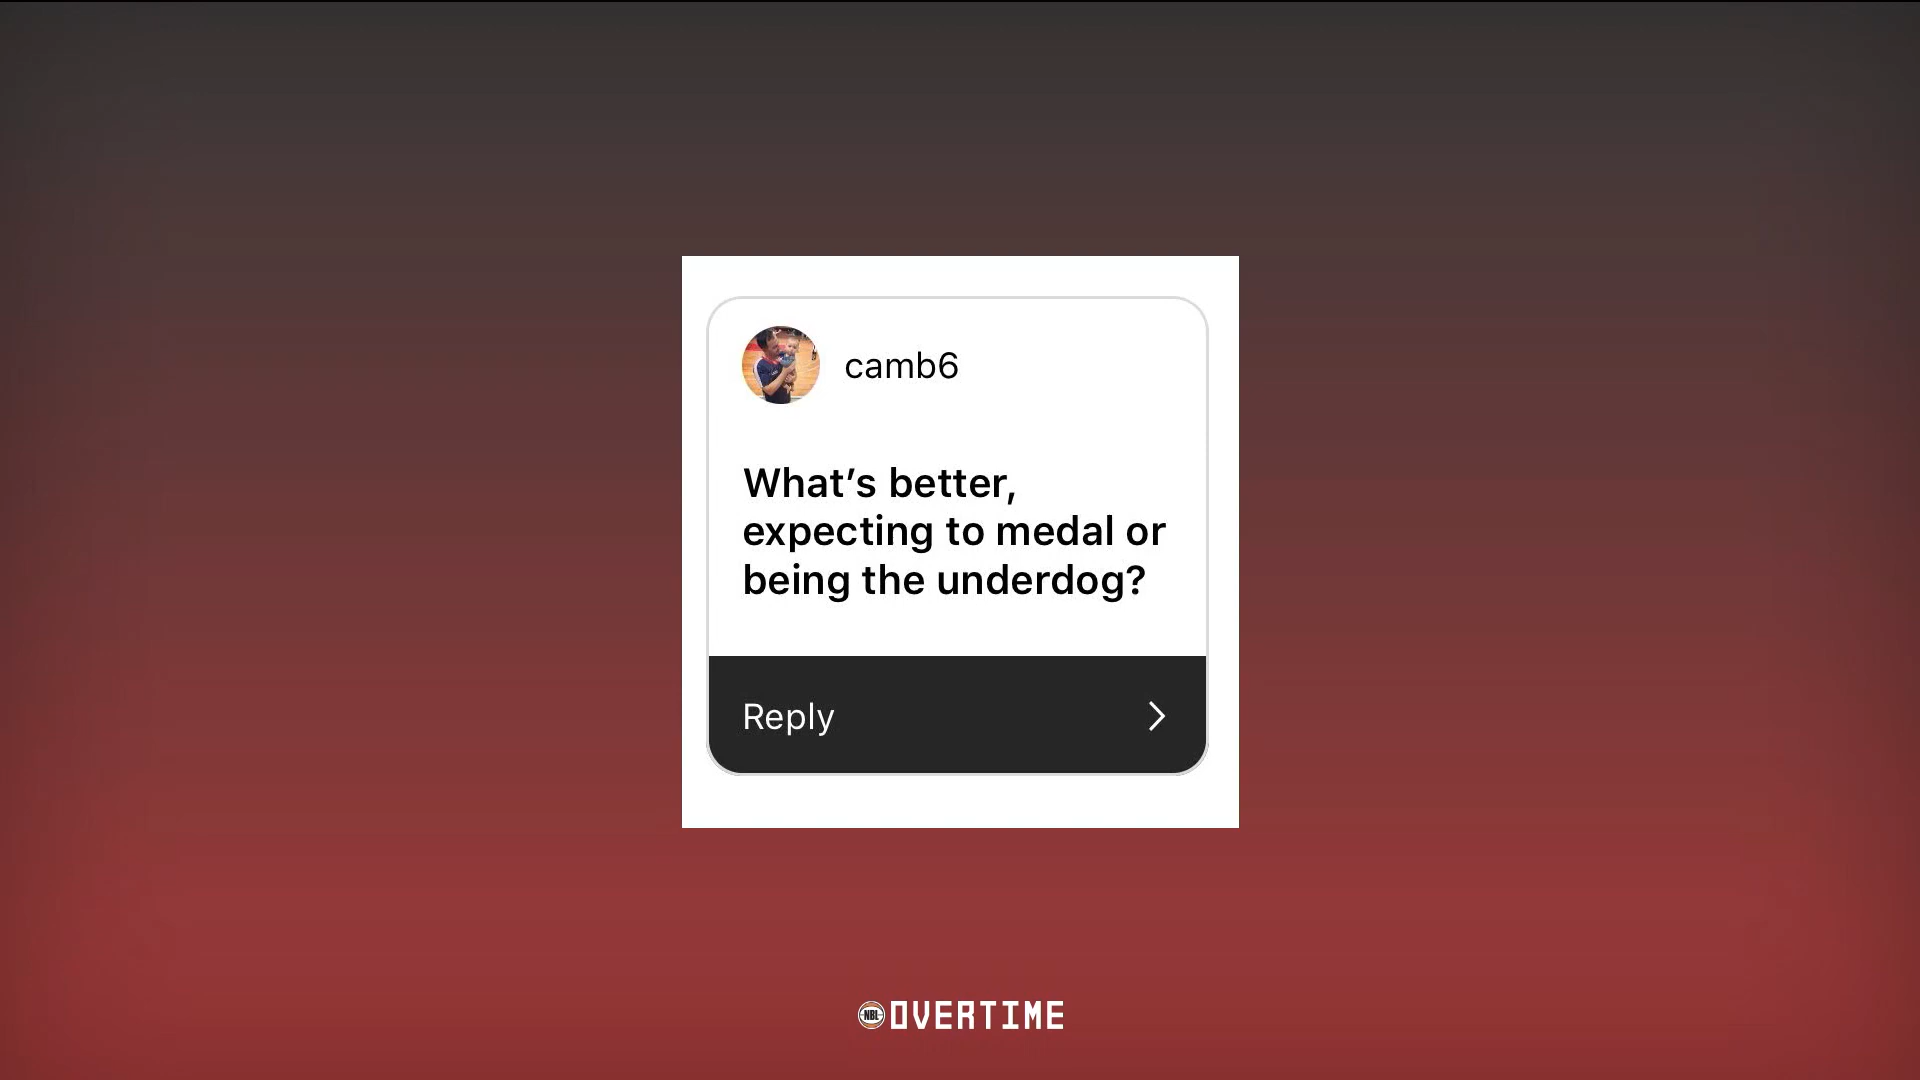 camb6
What’s better,
expecting to medal or
being the underdog?
Reply
NBL OVERTIME